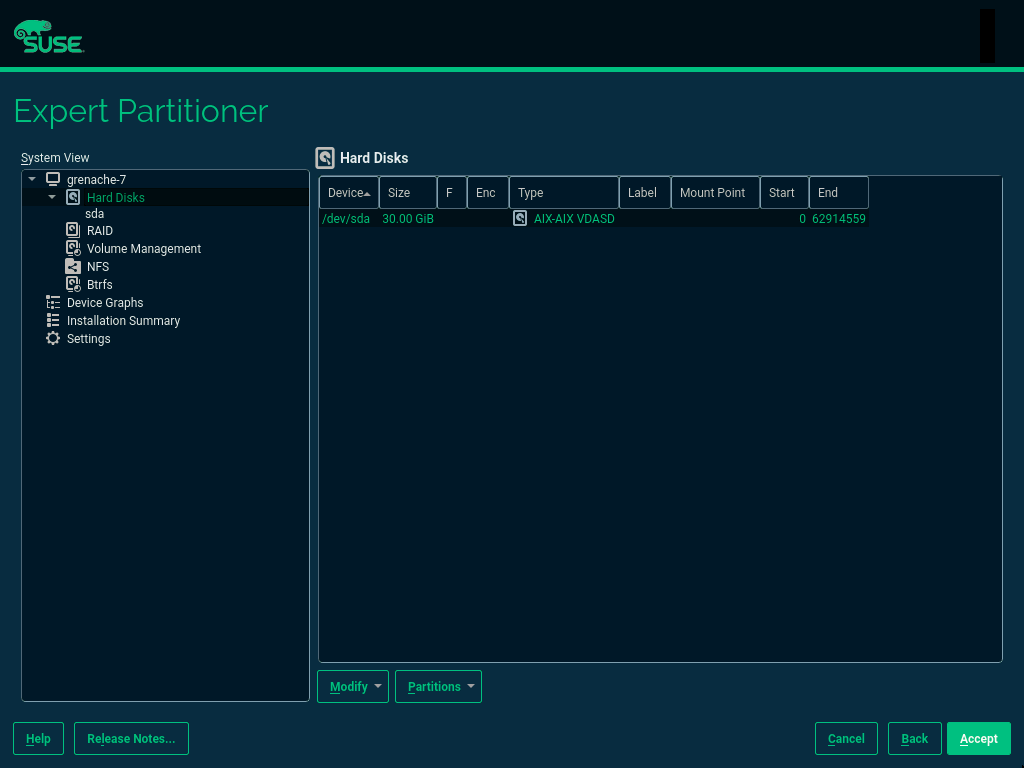 SUSE
Expert Partitioner
System View
grenache-7
Hard Disks
sda
RAID
Volume Management
NFS
Btrfs
Device Graphs
Installation Summary
Settings
Hard Disks
Device Size F Enc Type Label Mount Point Start End
/dev/sda 30.00 GiB AIX-AIX VDASD 0 62914559
Modify Partitions
Help Release Notes... Cancel Back Accept